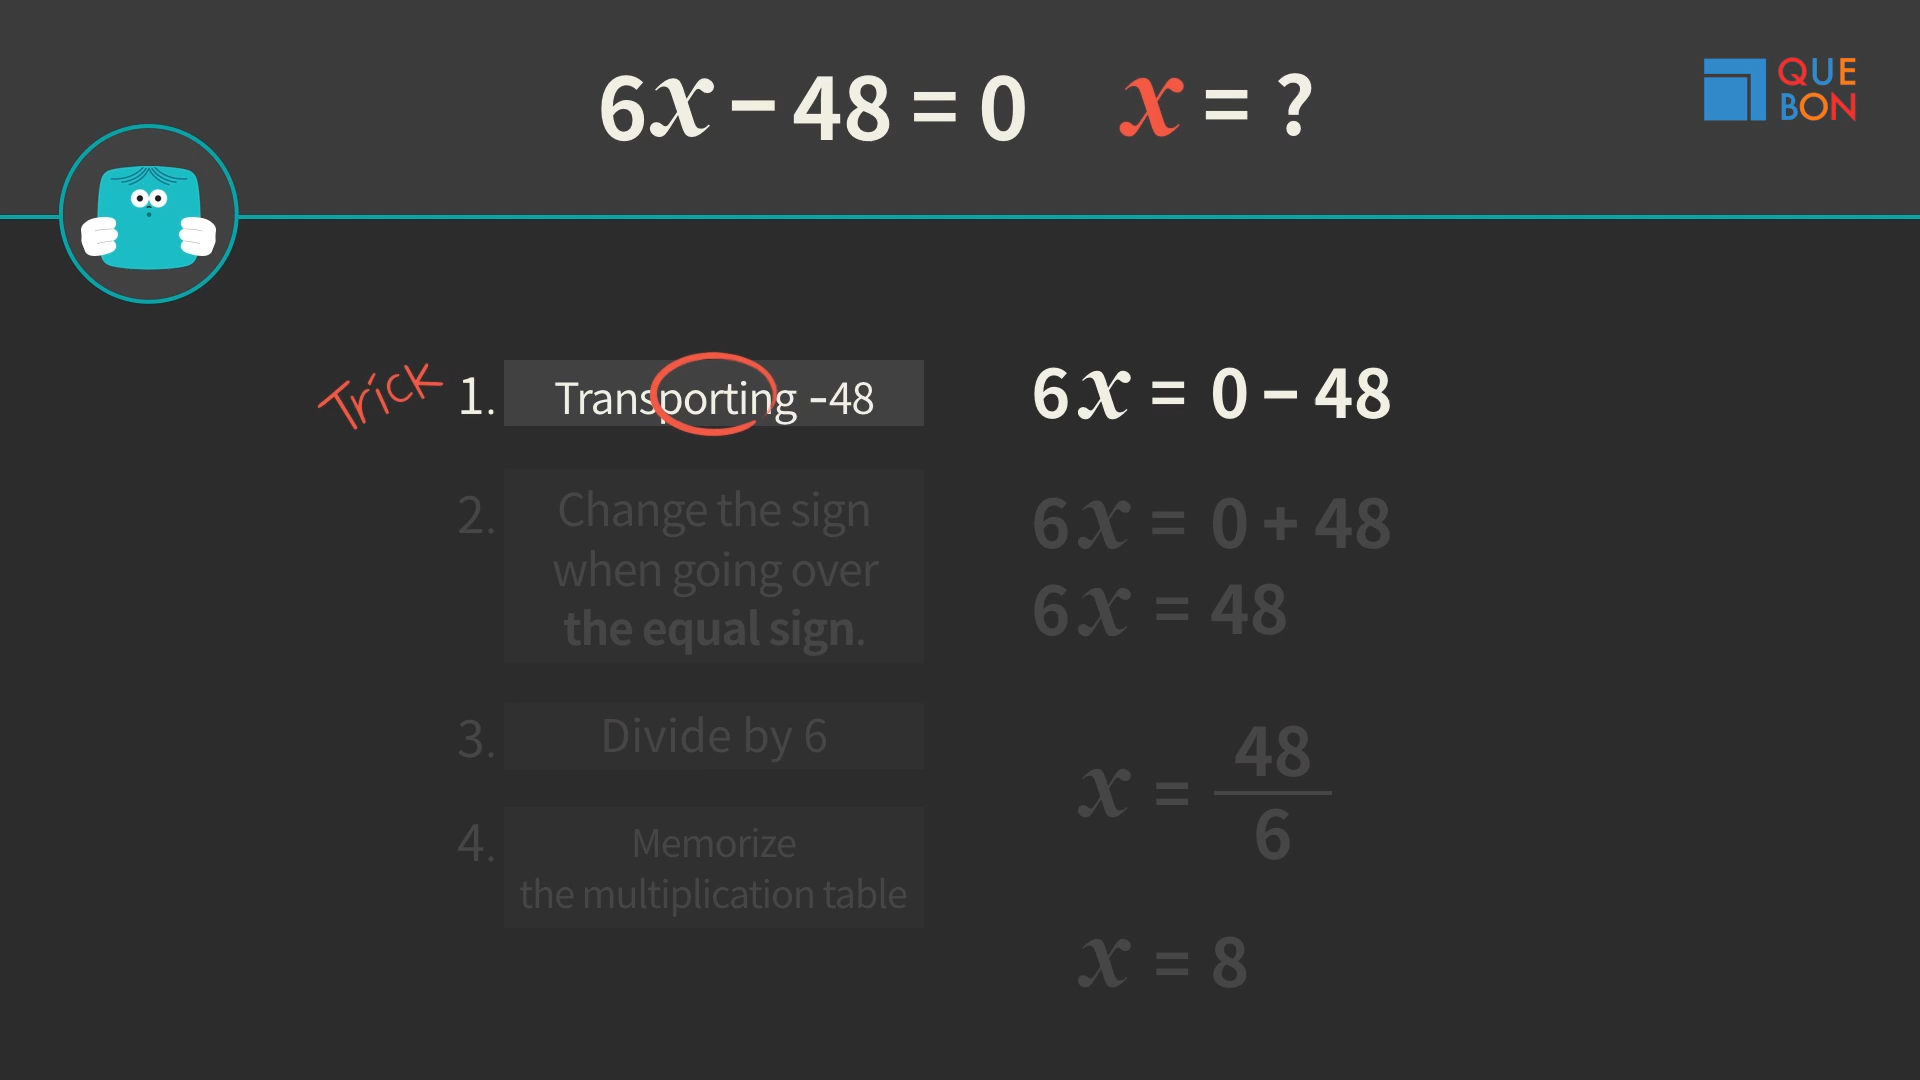 6x − 48 = 0 x = ?
QUE
BON
Trick
1. Transporting -48
6x = 0 − 48
2. Change the sign
when going over
the equal sign.
6x = 0 + 48
6x = 48
3. Divide by 6
x = 48/6
4. Memorize
the multiplication table
x = 8